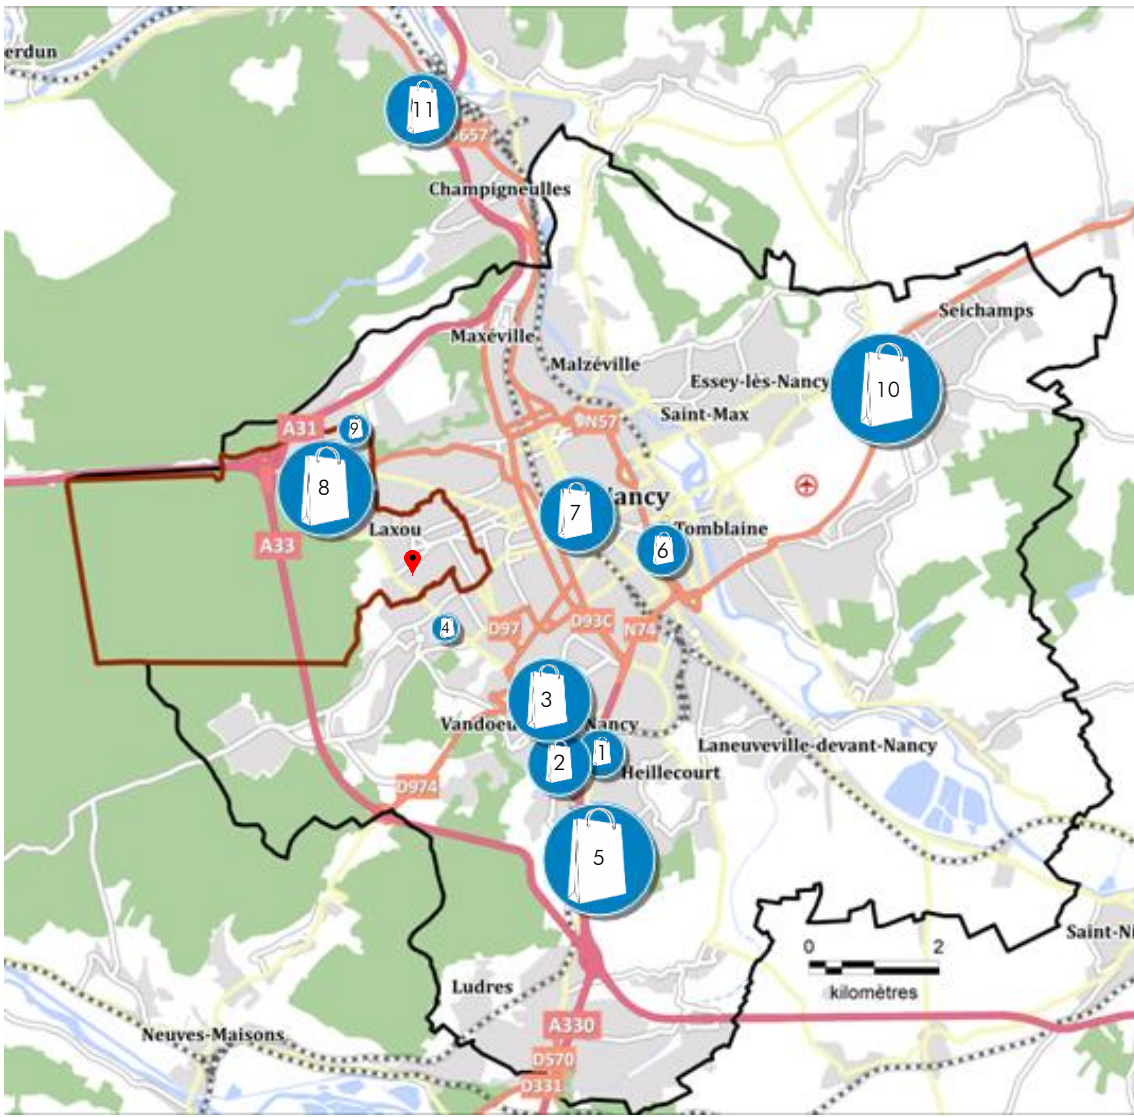 erdun
11
657
Champigneulles
Seichamps
Maxéville
Malzéville
Essey-lès-Nancy
10
Saint-Max
N57
A31
9
8
Nancy
7
Laxou
Tomblaine
6
A33
4
D97
D93C
N74
3
Vandoeu
Nancy
Laneuveville-devant-Nancy
2
1
Heillecourt
D974
5
Saint-Ni
0 2
kilomètres
Ludres
A330
Neuves-Maisons
D570
D331